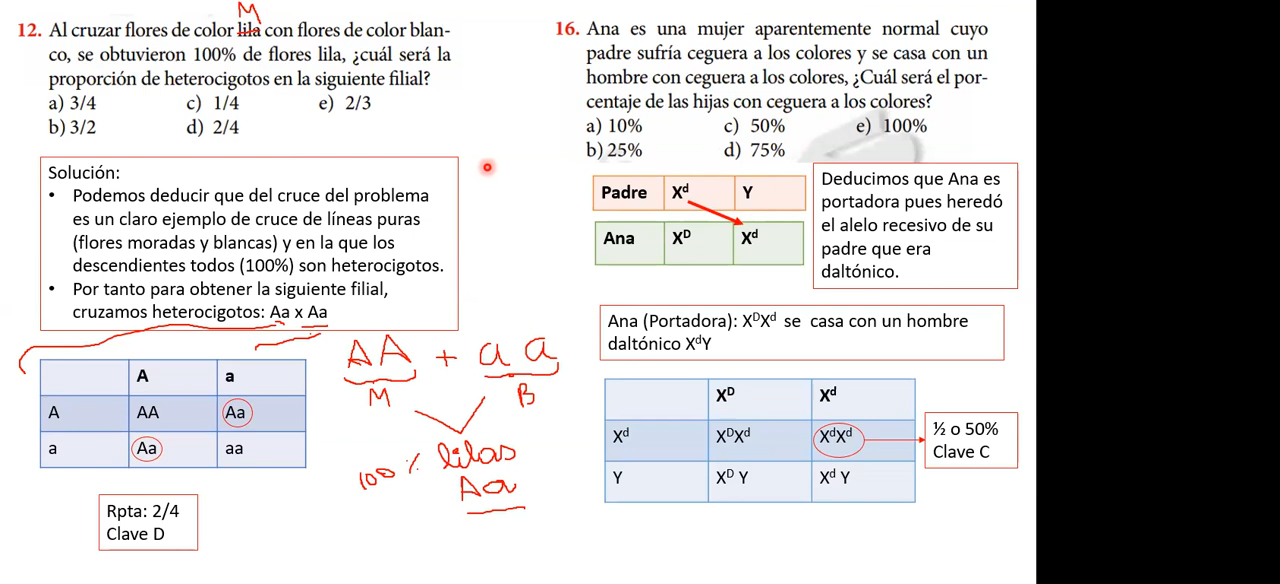 M
12. Al cruzar flores de color lila con flores de color blan-
co, se obtuvieron 100% de flores lila, ¿cuál será la
proporción de heterocigotos en la siguiente filial?
a) 3/4 c) 1/4 e) 2/3
b) 3/2 d) 2/4
Solución:
• Podemos deducir que del cruce del problema
es un claro ejemplo de cruce de líneas puras
(flores moradas y blancas) y en la que los
descendientes todos (100%) son heterocigotos.
• Por tanto para obtener la siguiente filial,
cruzamos heterocigotos: Aa x Aa
A a
A AA Aa
a Aa aa
AA + aa
M B
100 % lilas
Aa
Rpta: 2/4
Clave D
16. Ana es una mujer aparentemente normal cuyo
padre sufría ceguera a los colores y se casa con un
hombre con ceguera a los colores, ¿Cuál será el por-
centaje de las hijas con ceguera a los colores?
a) 10% c) 50% e) 100%
b) 25% d) 75%
Padre Xᵈ Y
Ana Xᴰ Xᵈ
Deducimos que Ana es
portadora pues heredó
el alelo recesivo de su
padre que era
daltónico.
Ana (Portadora): XᴰXᵈ se casa con un hombre
daltónico XᵈY
Xᴰ Xᵈ
Xᵈ XᴰXᵈ XᵈXᵈ
Y Xᴰ Y Xᵈ Y
½ o 50%
Clave C